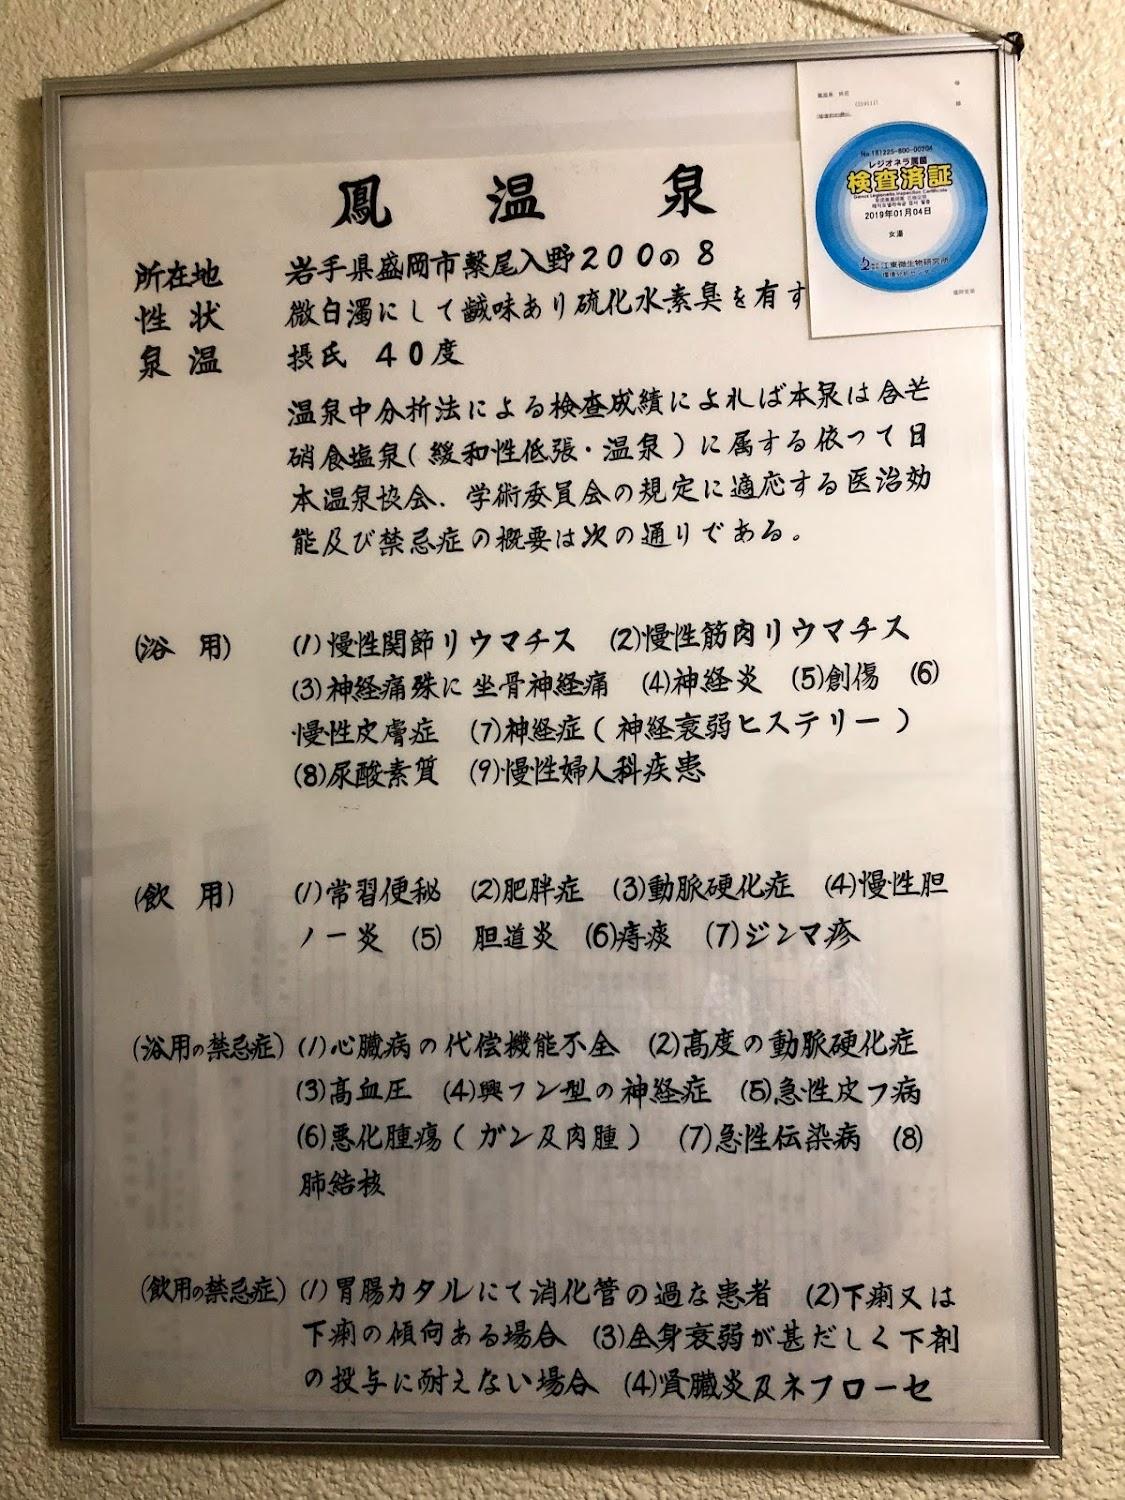 鳳温泉
所在地 岩手県盛岡市繋尾入野200の8
性状 微白濁にして鹹味あり硫化水素臭を有す
泉温 摂氏 40度
温泉中分析法による検査成績によれば本泉は含芒
硝食塩泉(緩和性低張・温泉)に属する依つて日
本温泉協会、学術委員会の規定に適応する医治効
能及び禁忌症の概要は次の通りである。
(浴用) (1)慢性関節リウマチス (2)慢性筋肉リウマチス
(3)神経痛殊に坐骨神経痛 (4)神経炎 (5)創傷 (6)
慢性皮膚症 (7)神経症(神経衰弱ヒステリー)
(8)尿酸素質 (9)慢性婦人科疾患
(飲用) (1)常習便秘 (2)肥胖症 (3)動脈硬化症 (4)慢性胆
ノー炎 (5) 胆道炎 (6)痔痰 (7)ジンマ疹
(浴用の禁忌症) (1)心臓病の代償機能不全 (2)高度の動脈硬化症
(3)高血圧 (4)興フン型の神経症 (5)急性皮フ病
(6)悪化腫瘍(ガン及肉腫) (7)急性伝染病 (8)
肺結核
(飲用の禁忌症) (1)胃腸カタルにて消化管の過な患者 (2)下痢又は
下痢の傾向ある場合 (3)全身衰弱が甚だしく下剤
の投与に耐えない場合 (4)腎臓炎及ネフローセ
No.181225-800-00204
レジオネラ属菌
検査済証
Genus Legionella Inspection Certificate
2019年01月04日
女湯
江東微生物研究所